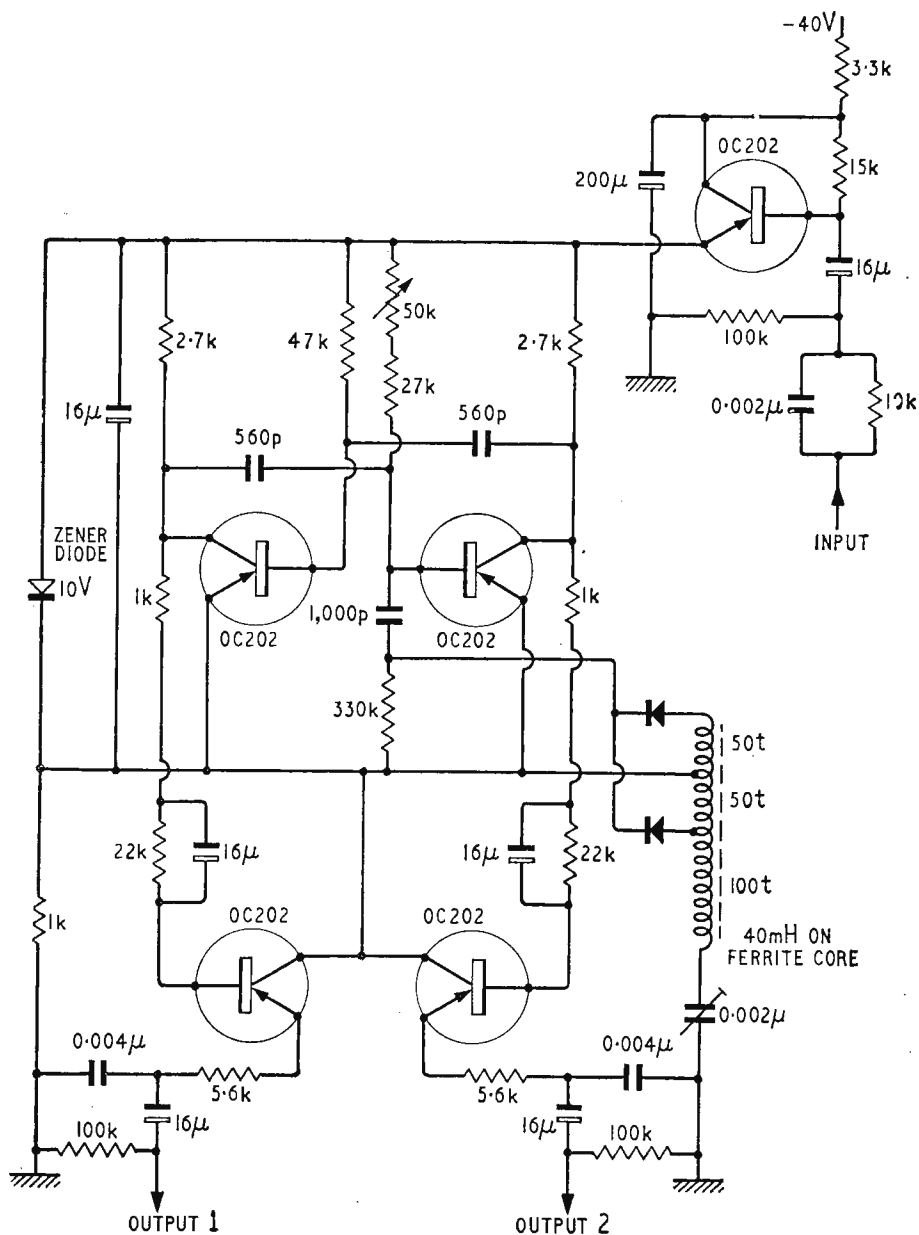 -40V
3·3k
OC202
15k
200μ
16μ
100k
0·002μ
INPUT
2·7k
47k
50k
27k
2·7k
16μ
560p
560p
ZENER
DIODE
10V
1k
OC202
1,000p
OC202
1k
330k
50t
50t
100t
40mH ON
FERRITE CORE
22k
16μ
16μ
22k
OC202
OC202
1k
0·002μ
0·004μ
5·6k
5·6k
0·004μ
16μ
100k
16μ
100k
OUTPUT 1
OUTPUT 2